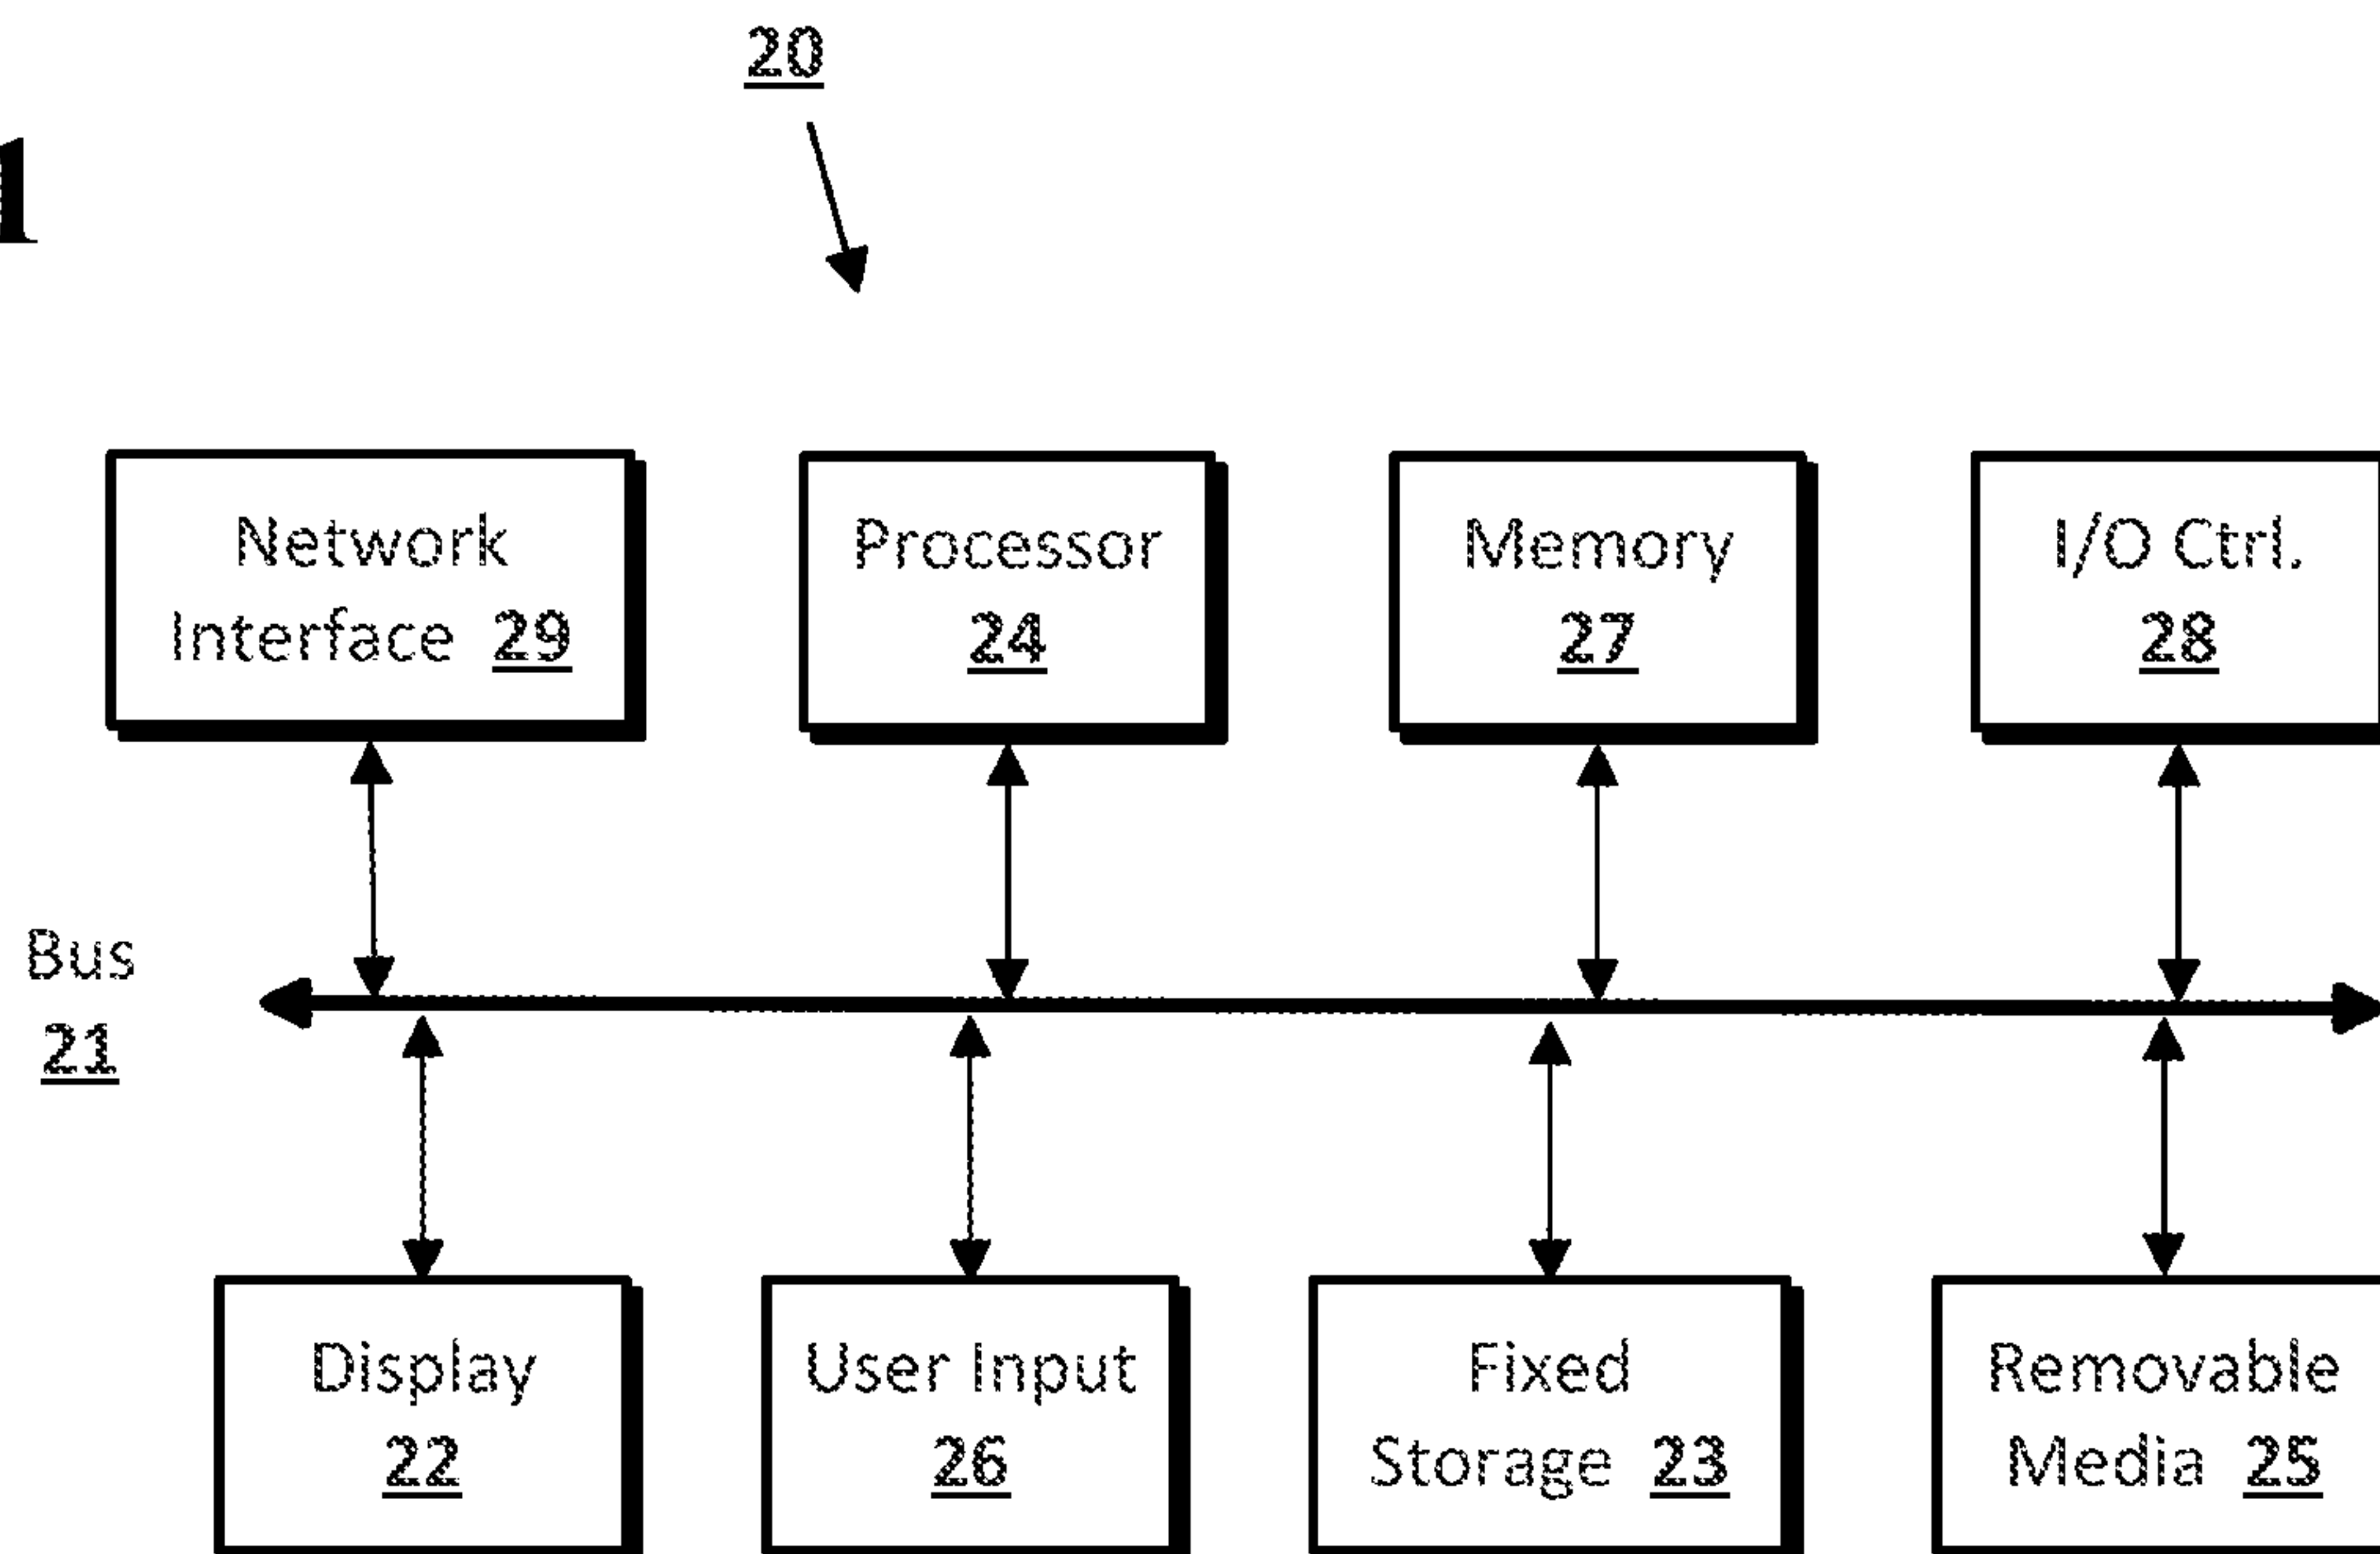 20
1
Network
Interface 29
Processor
24
Memory
27
I/O Ctrl.
28
Bus
21
Display
22
User Input
26
Fixed
Storage 23
Removable
Media 25